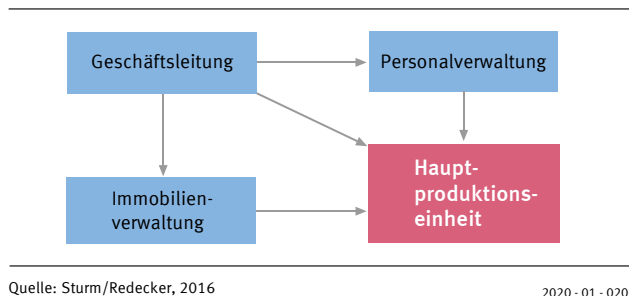 Geschäftsleitung
Personalverwaltung
Immobilien-
verwaltung
Haupt-
produktions-
einheit
Quelle: Sturm/Redecker, 2016
2020 - 01 - 020